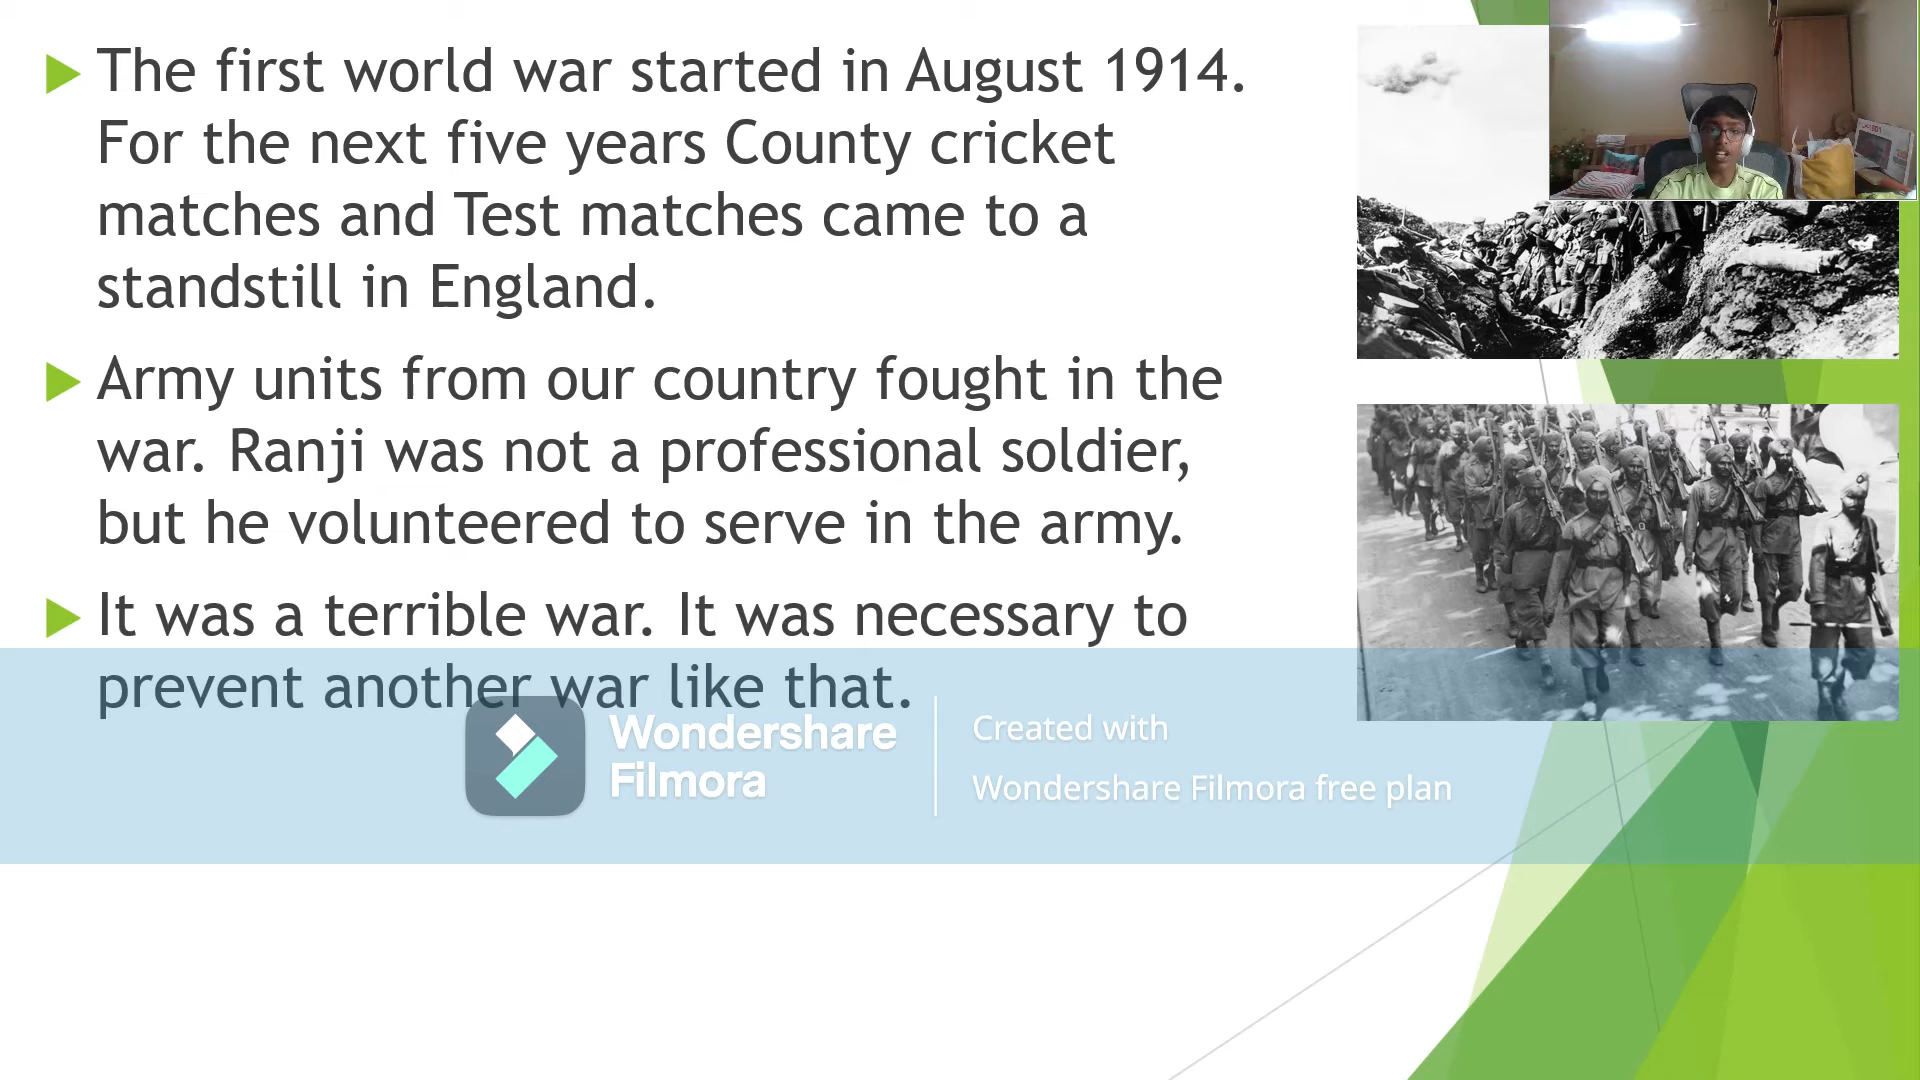 The first world war started in August 1914.
For the next five years County cricket
matches and Test matches came to a
standstill in England.
Army units from our country fought in the
war. Ranji was not a professional soldier,
but he volunteered to serve in the army.
It was a terrible war. It was necessary to
prevent another war like that.
Wondershare
Filmora
Created with
Wondershare Filmora free plan